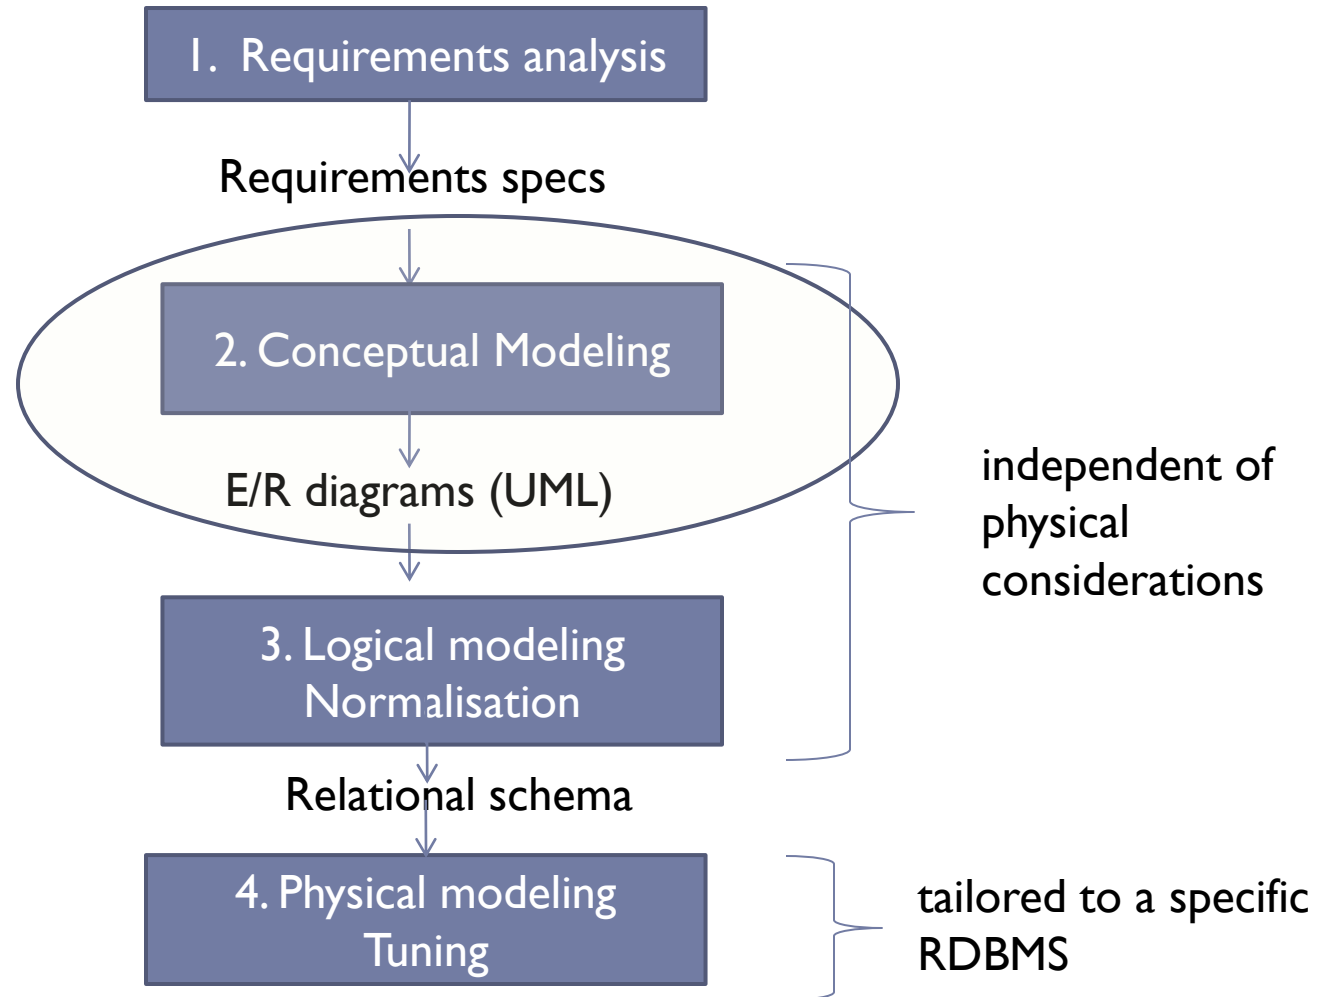 1. Requirements analysis
Requirements specs
2. Conceptual Modeling
E/R diagrams (UML)
independent of
physical
considerations
3. Logical modeling
Normalisation
Relational schema
4. Physical modeling
Tuning
tailored to a specific
RDBMS